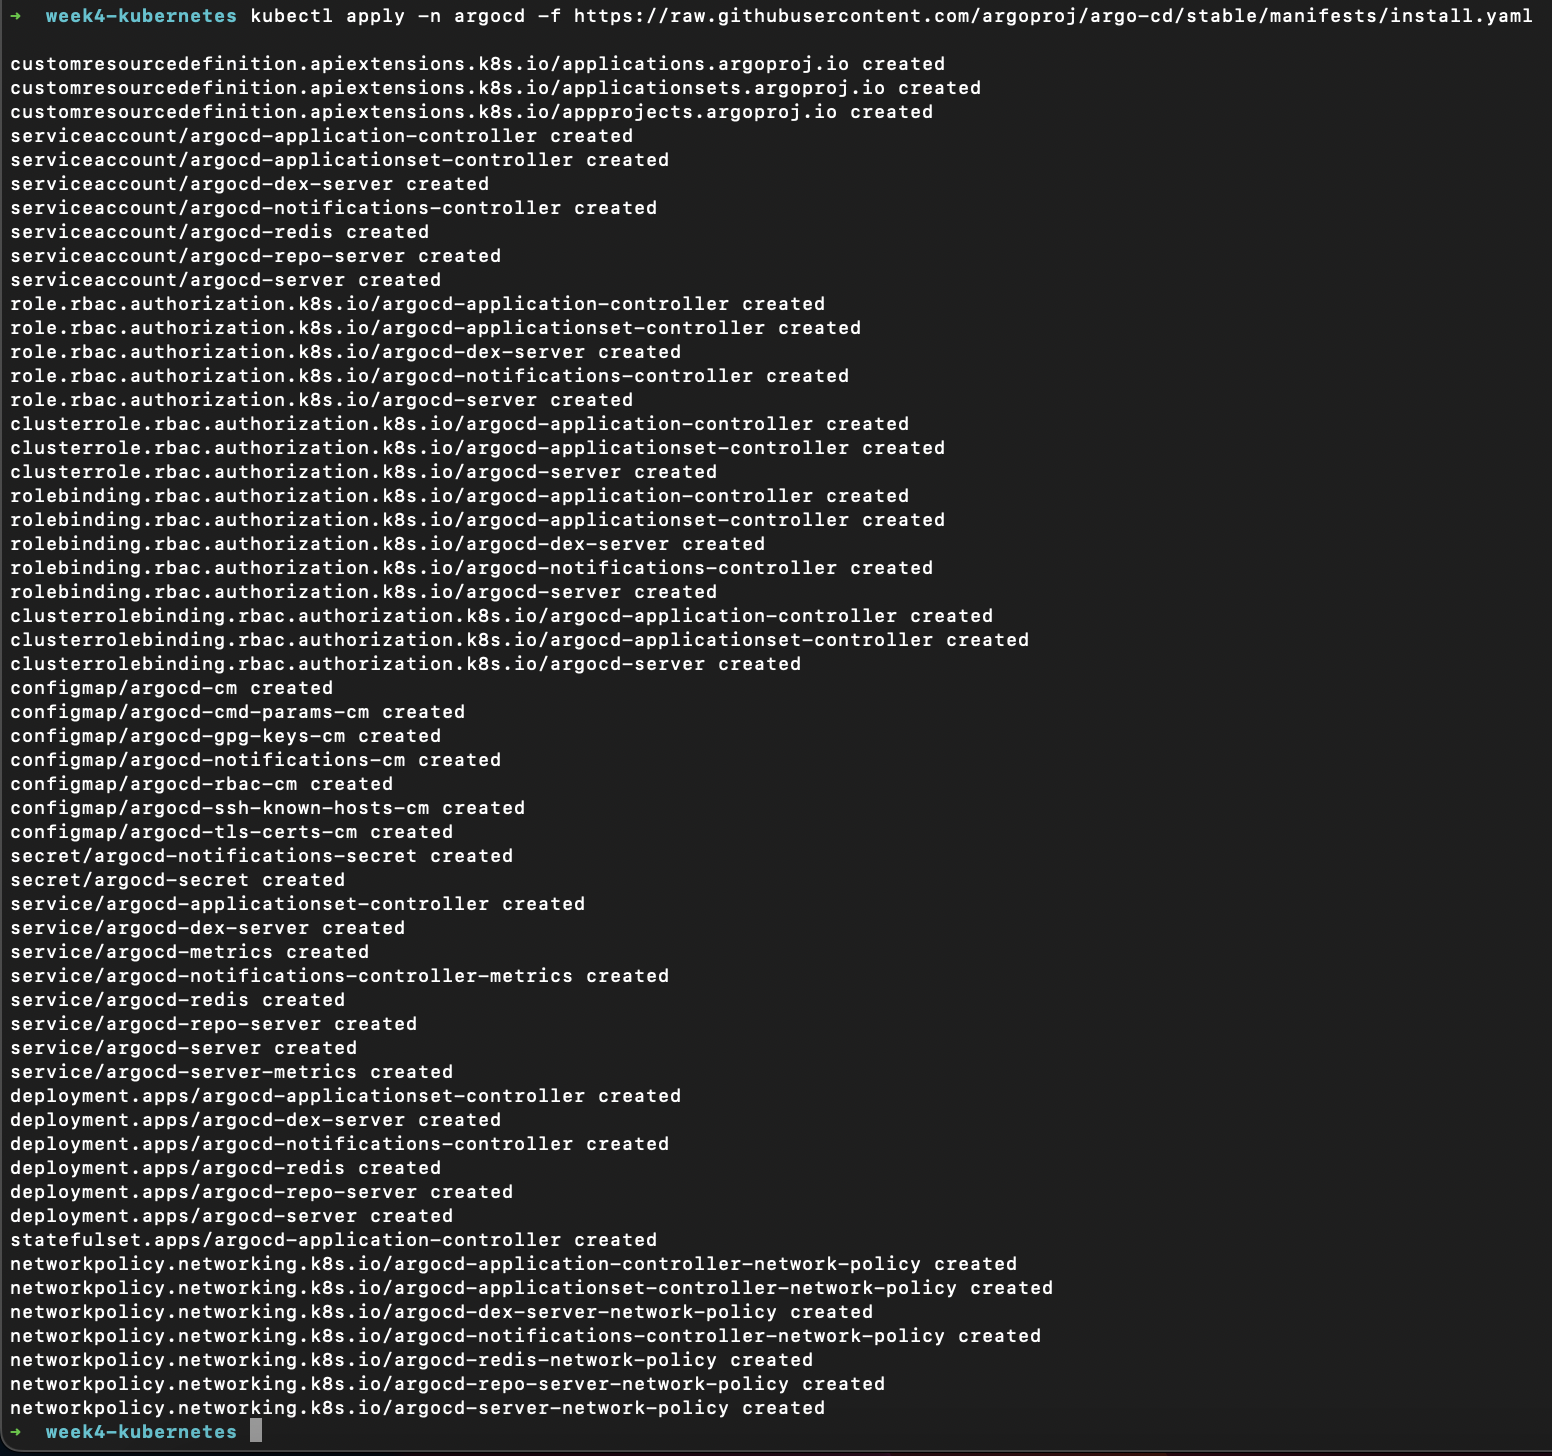 → week4-kubernetes kubectl apply -n argocd -f https://raw.githubusercontent.com/argoproj/argo-cd/stable/manifests/install.yaml
customresourcedefinition.apiextensions.k8s.io/applications.argoproj.io created
customresourcedefinition.apiextensions.k8s.io/applicationsets.argoproj.io created
customresourcedefinition.apiextensions.k8s.io/appprojects.argoproj.io created
serviceaccount/argocd-application-controller created
serviceaccount/argocd-applicationset-controller created
serviceaccount/argocd-dex-server created
serviceaccount/argocd-notifications-controller created
serviceaccount/argocd-redis created
serviceaccount/argocd-repo-server created
serviceaccount/argocd-server created
role.rbac.authorization.k8s.io/argocd-application-controller created
role.rbac.authorization.k8s.io/argocd-applicationset-controller created
role.rbac.authorization.k8s.io/argocd-dex-server created
role.rbac.authorization.k8s.io/argocd-notifications-controller created
role.rbac.authorization.k8s.io/argocd-server created
clusterrole.rbac.authorization.k8s.io/argocd-application-controller created
clusterrole.rbac.authorization.k8s.io/argocd-applicationset-controller created
clusterrole.rbac.authorization.k8s.io/argocd-server created
rolebinding.rbac.authorization.k8s.io/argocd-application-controller created
rolebinding.rbac.authorization.k8s.io/argocd-applicationset-controller created
rolebinding.rbac.authorization.k8s.io/argocd-dex-server created
rolebinding.rbac.authorization.k8s.io/argocd-notifications-controller created
rolebinding.rbac.authorization.k8s.io/argocd-server created
clusterrolebinding.rbac.authorization.k8s.io/argocd-application-controller created
clusterrolebinding.rbac.authorization.k8s.io/argocd-applicationset-controller created
clusterrolebinding.rbac.authorization.k8s.io/argocd-server created
configmap/argocd-cm created
configmap/argocd-cmd-params-cm created
configmap/argocd-gpg-keys-cm created
configmap/argocd-notifications-cm created
configmap/argocd-rbac-cm created
configmap/argocd-ssh-known-hosts-cm created
configmap/argocd-tls-certs-cm created
secret/argocd-notifications-secret created
secret/argocd-secret created
service/argocd-applicationset-controller created
service/argocd-dex-server created
service/argocd-metrics created
service/argocd-notifications-controller-metrics created
service/argocd-redis created
service/argocd-repo-server created
service/argocd-server created
service/argocd-server-metrics created
deployment.apps/argocd-applicationset-controller created
deployment.apps/argocd-dex-server created
deployment.apps/argocd-notifications-controller created
deployment.apps/argocd-redis created
deployment.apps/argocd-repo-server created
deployment.apps/argocd-server created
statefulset.apps/argocd-application-controller created
networkpolicy.networking.k8s.io/argocd-application-controller-network-policy created
networkpolicy.networking.k8s.io/argocd-applicationset-controller-network-policy created
networkpolicy.networking.k8s.io/argocd-dex-server-network-policy created
networkpolicy.networking.k8s.io/argocd-notifications-controller-network-policy created
networkpolicy.networking.k8s.io/argocd-redis-network-policy created
networkpolicy.networking.k8s.io/argocd-repo-server-network-policy created
networkpolicy.networking.k8s.io/argocd-server-network-policy created
→ week4-kubernetes